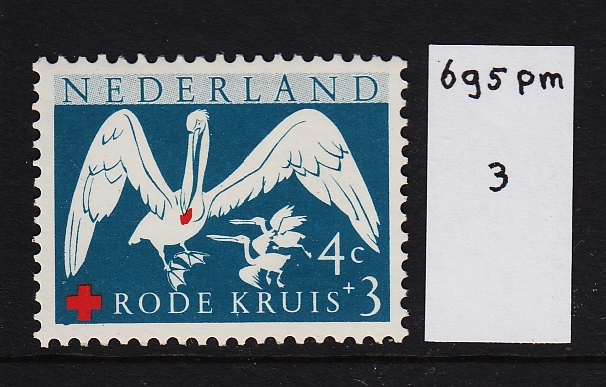 NEDERLAND
4c
RODE KRUIS +3
695 pm
3